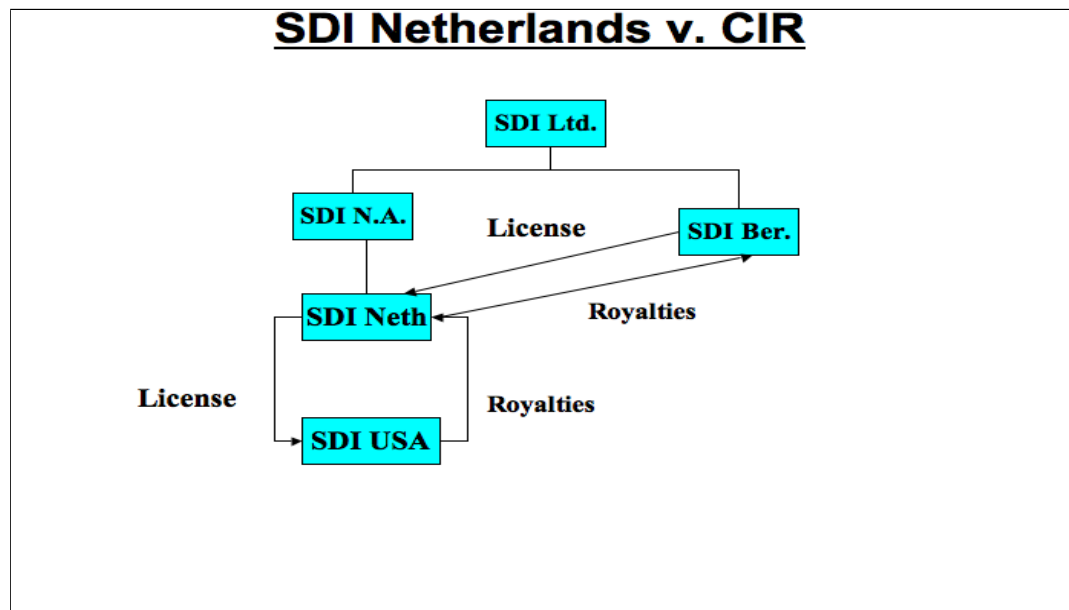 SDI Netherlands v. CIR
SDI Ltd.
SDI N.A.
License
SDI Ber.
SDI Neth
Royalties
License
Royalties
SDI USA